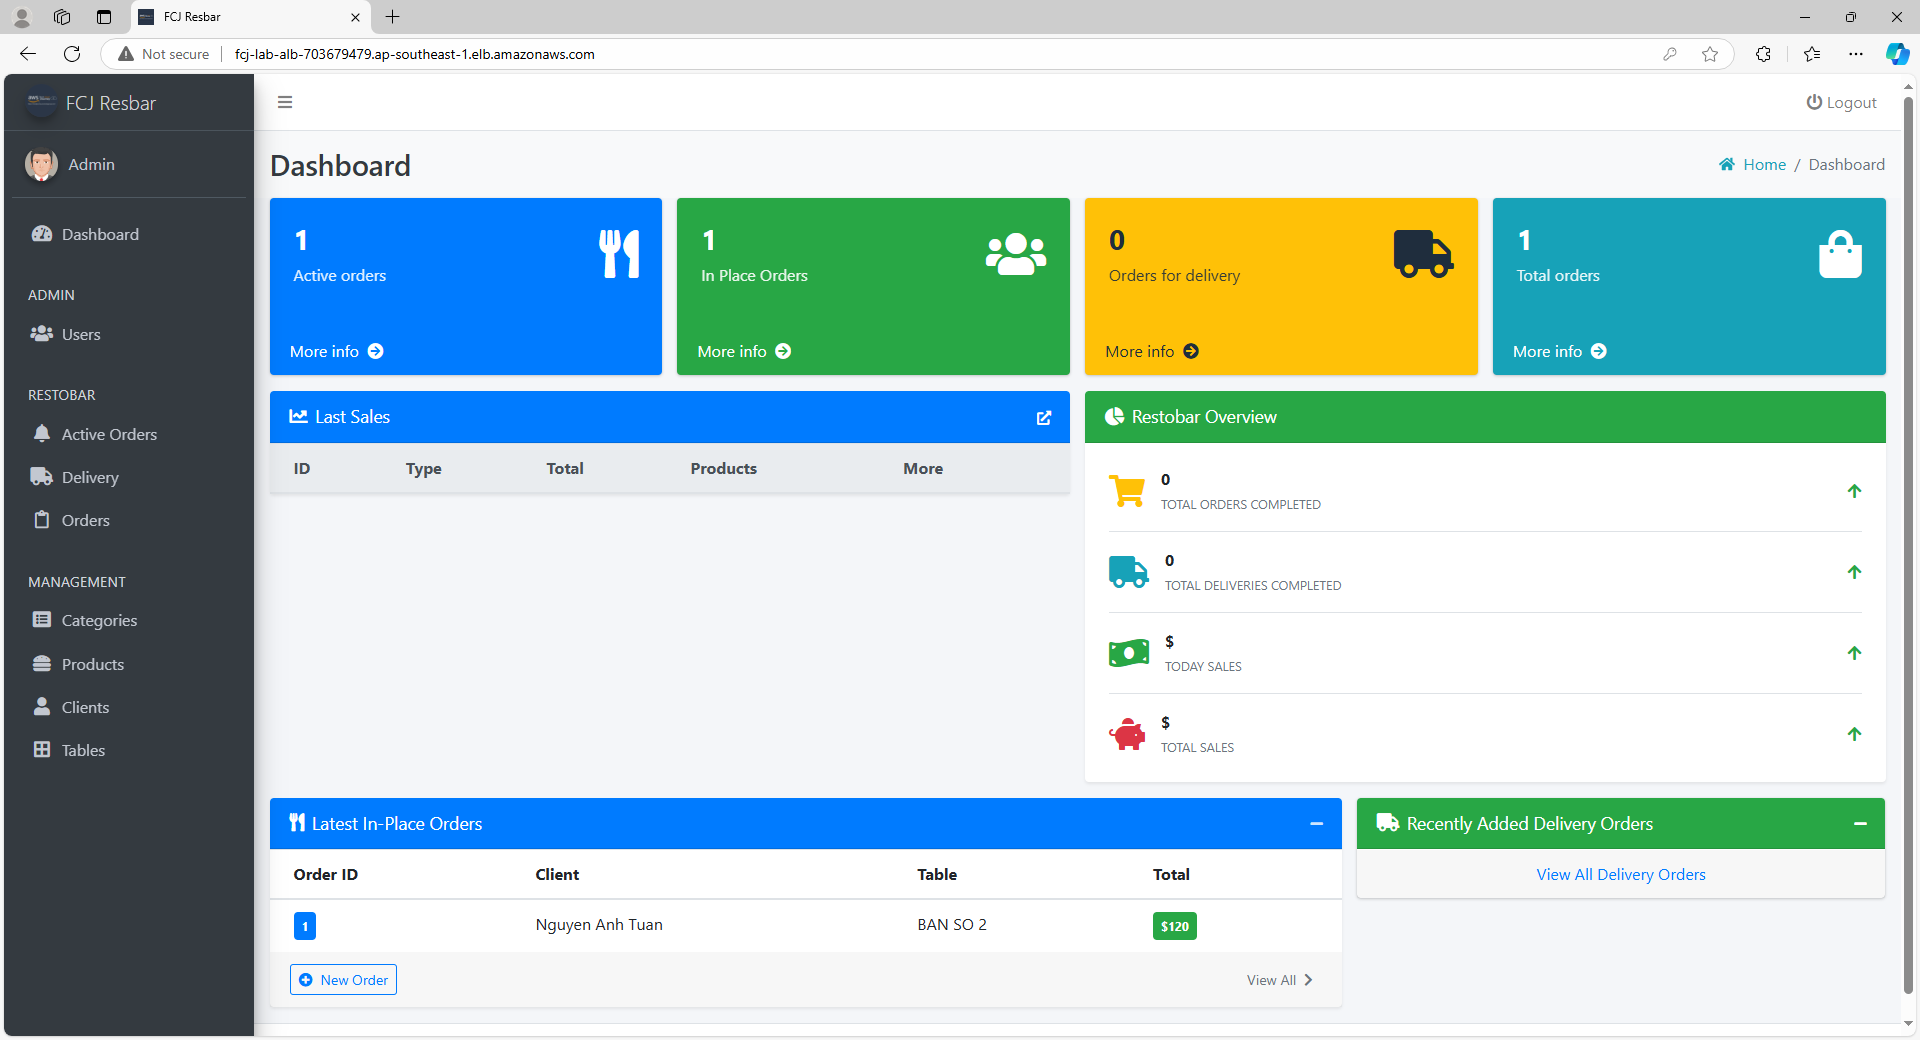 FCJ Resbar
Not secure
fcj-lab-alb-703679479.ap-southeast-1.elb.amazonaws.com
FCJ Resbar
Logout
Admin
Dashboard
Home / Dashboard
Dashboard
ADMIN
Users
RESTOBAR
Active Orders
Delivery
Orders
MANAGEMENT
Categories
Products
Clients
Tables
1
Active orders
More info
1
In Place Orders
More info
0
Orders for delivery
More info
1
Total orders
More info
Last Sales
ID Type Total Products More
Restobar Overview
0
TOTAL ORDERS COMPLETED
0
TOTAL DELIVERIES COMPLETED
$
TODAY SALES
$
TOTAL SALES
Latest In-Place Orders
Order ID Client Table Total
1 Nguyen Anh Tuan BAN SO 2 $120
New Order
View All
Recently Added Delivery Orders
View All Delivery Orders